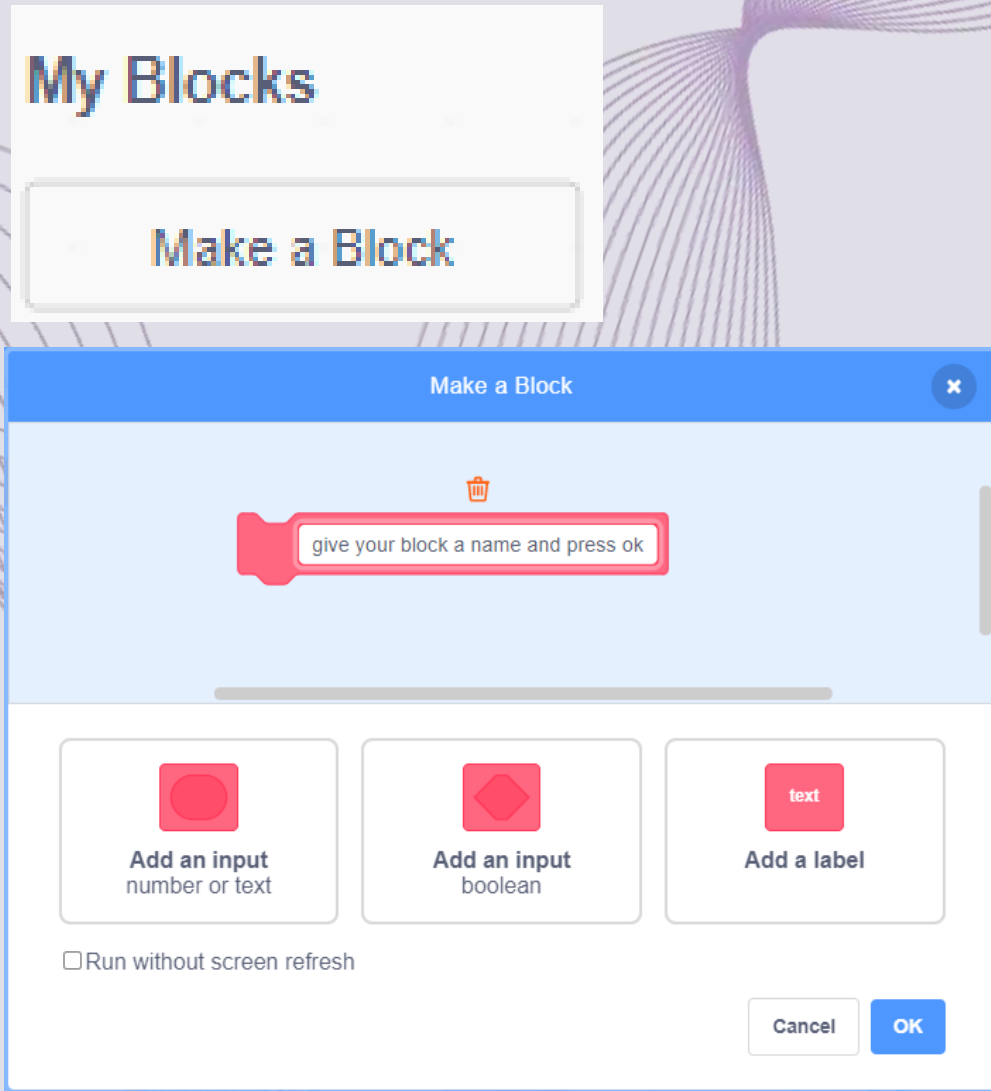 My Blocks
Make a Block
Make a Block
give your block a name and press ok
text
Add an input
number or text
Add an input
boolean
Add a label
Run without screen refresh
Cancel
OK